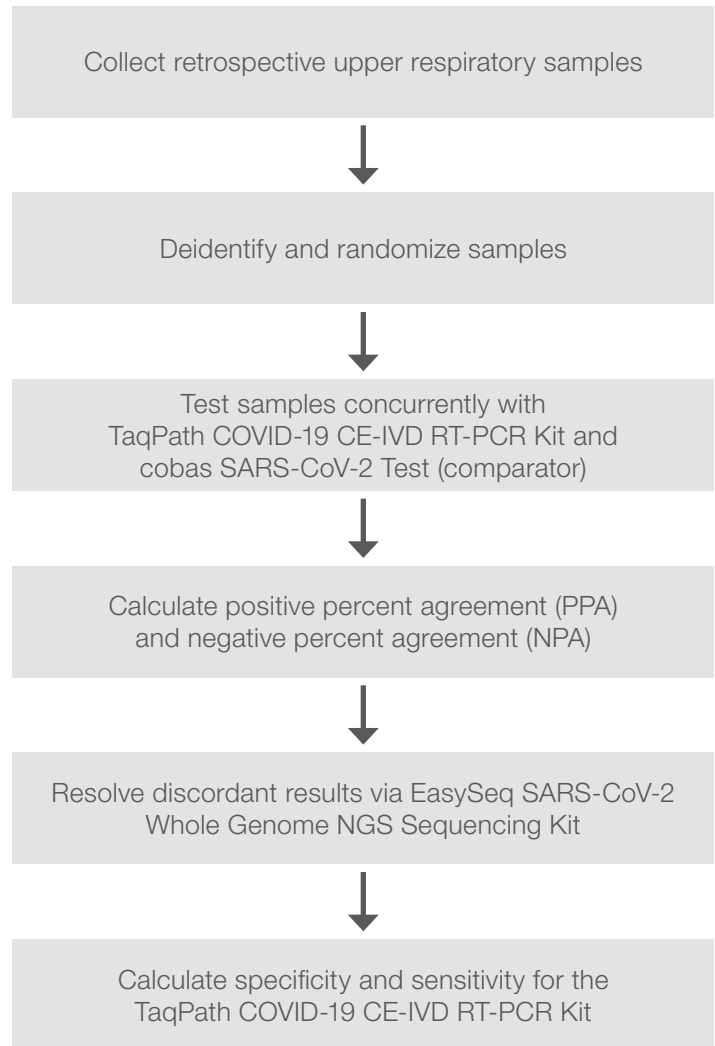 Collect retrospective upper respiratory samples
Deidentify and randomize samples
Test samples concurrently with
TaqPath COVID-19 CE-IVD RT-PCR Kit and
cobas SARS-CoV-2 Test (comparator)
Calculate positive percent agreement (PPA)
and negative percent agreement (NPA)
Resolve discordant results via EasySeq SARS-CoV-2
Whole Genome NGS Sequencing Kit
Calculate specificity and sensitivity for the
TaqPath COVID-19 CE-IVD RT-PCR Kit